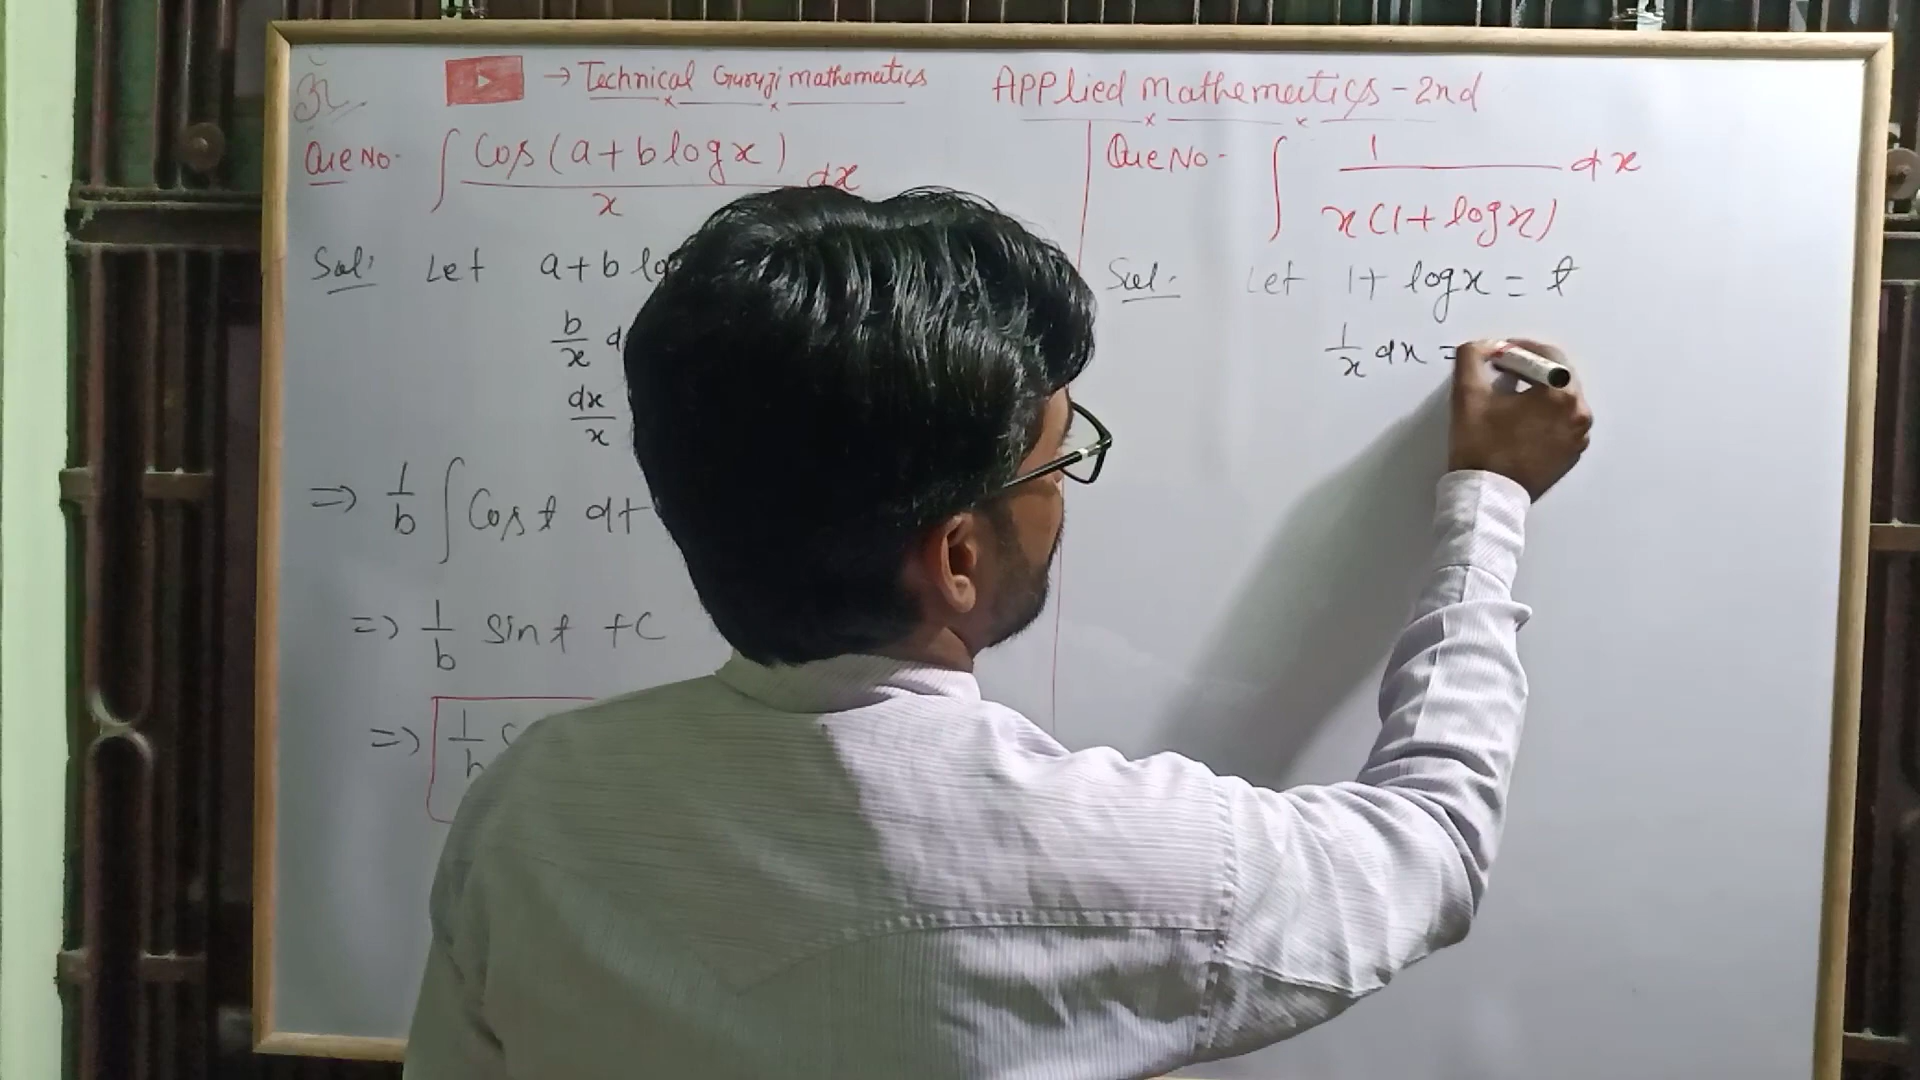 → Technical Guruji mathematics
Applied Mathematics - 2nd
Que No. ∫ Cos(a + b log x) / x dx
Sol: Let a + b lo
b/x d
dx/x
⇒ 1/b ∫ Cos t dt
⇒ 1/b sin t + C
⇒ 1/b
Que No - ∫ 1 / x(1 + log x) dx
Sol. Let 1 + log x = t
1/x dx =